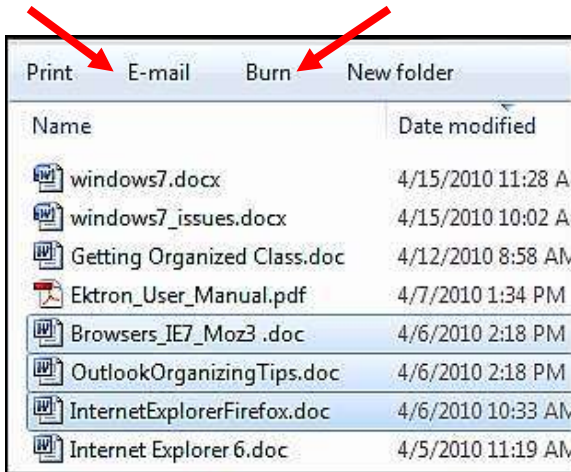 Print E-mail Burn New folder
Name Date modified
windows7.docx 4/15/2010 11:28 A
windows7_issues.docx 4/15/2010 10:02 A
Getting Organized Class.doc 4/12/2010 8:58 AM
Ektron_User_Manual.pdf 4/7/2010 1:34 PM
Browsers_IE7_Moz3 .doc 4/6/2010 2:18 PM
OutlookOrganizingTips.doc 4/6/2010 2:18 PM
InternetExplorerFirefox.doc 4/6/2010 10:33 AM
Internet Explorer 6.doc 4/5/2010 11:19 AM